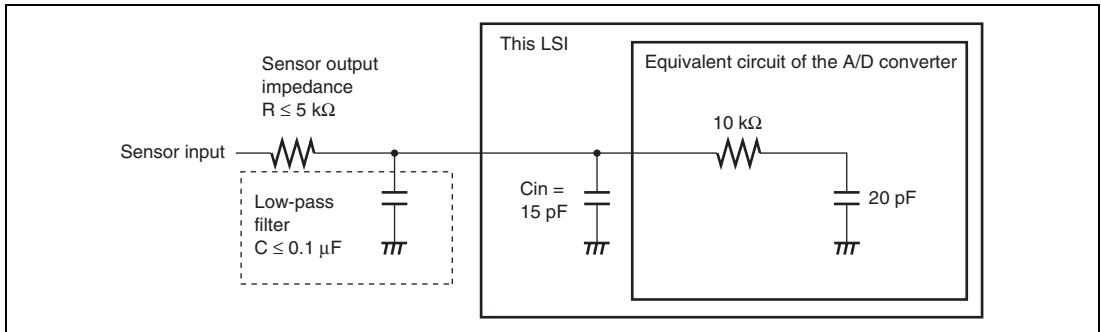 This LSI
Equivalent circuit of the A/D converter
Sensor output
impedance
R ≤ 5 kΩ
10 kΩ
Sensor input
Low-pass
filter
C ≤ 0.1 μF
Cin =
15 pF
20 pF